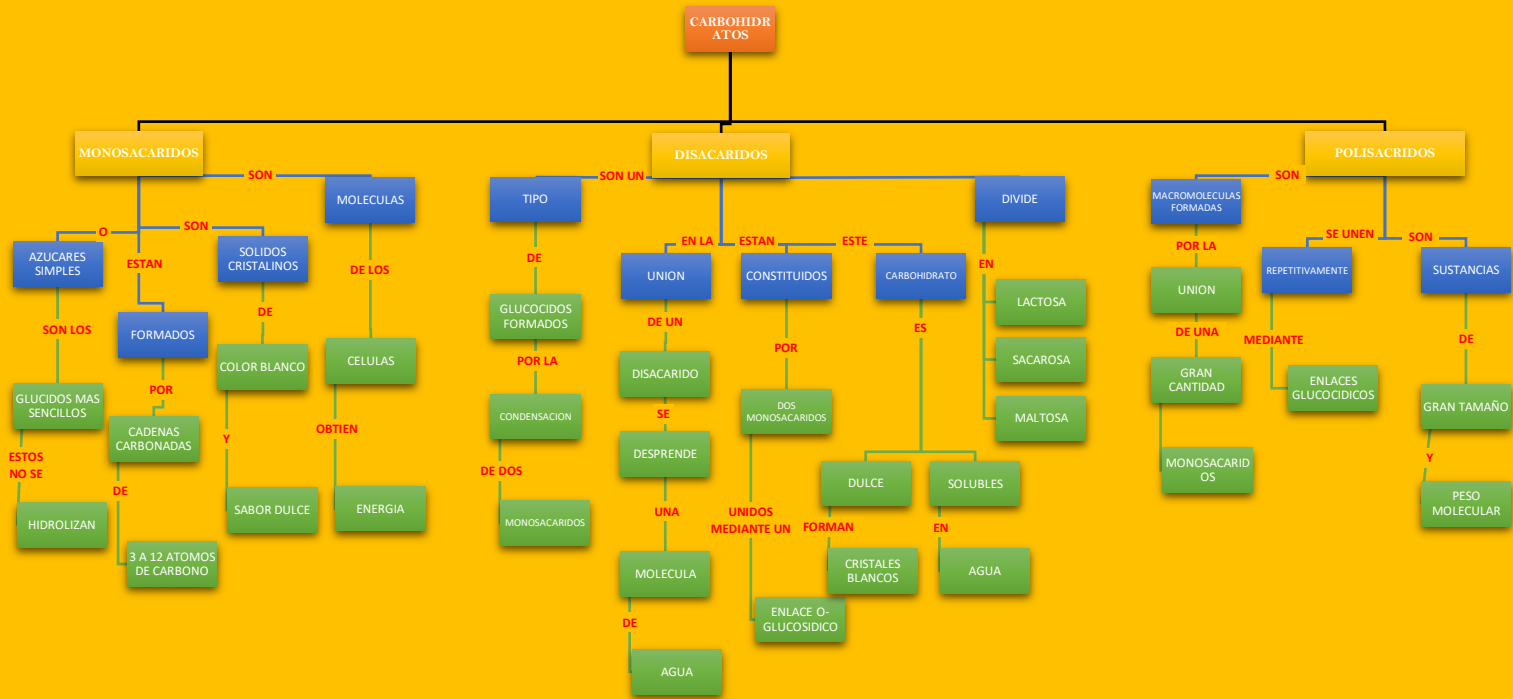 CARBOHIDR
ATOS
MONOSACARIDOS
SON
MOLECULAS
DE LOS
CELULAS
OBTIEN
ENERGIA
O
AZUCARES
SIMPLES
SON LOS
GLUCIDOS MAS
SENCILLOS
ESTOS
NO SE
HIDROLIZAN
ESTAN
FORMADOS
POR
CADENAS
CARBONADAS
DE
3 A 12 ATOMOS
DE CARBONO
SON
SOLIDOS
CRISTALINOS
DE
COLOR BLANCO
Y
SABOR DULCE
DISACARIDOS
SON UN
TIPO
DE
GLUCOCIDOS
FORMADOS
POR LA
CONDENSACION
DE DOS
MONOSACARIDOS
EN LA
UNION
DE UN
DISACARIDO
SE
DESPRENDE
UNA
MOLECULA
DE
AGUA
ESTAN
CONSTITUIDOS
POR
DOS
MONOSACARIDOS
UNIDOS
MEDIANTE UN
ENLACE O-
GLUCOSIDICO
ESTE
CARBOHIDRATO
ES
DULCE
FORMAN
CRISTALES
BLANCOS
SOLUBLES
EN
AGUA
DIVIDE
EN
LACTOSA
SACAROSA
MALTOSA
POLISACRIDOS
SON
MACROMOLECULAS
FORMADAS
POR LA
UNION
DE UNA
GRAN
CANTIDAD
MONOSACARID
OS
SE UNEN
REPETITIVAMENTE
MEDIANTE
ENLACES
GLUCOCIDICOS
SON
SUSTANCIAS
DE
GRAN TAMAÑO
Y
PESO
MOLECULAR